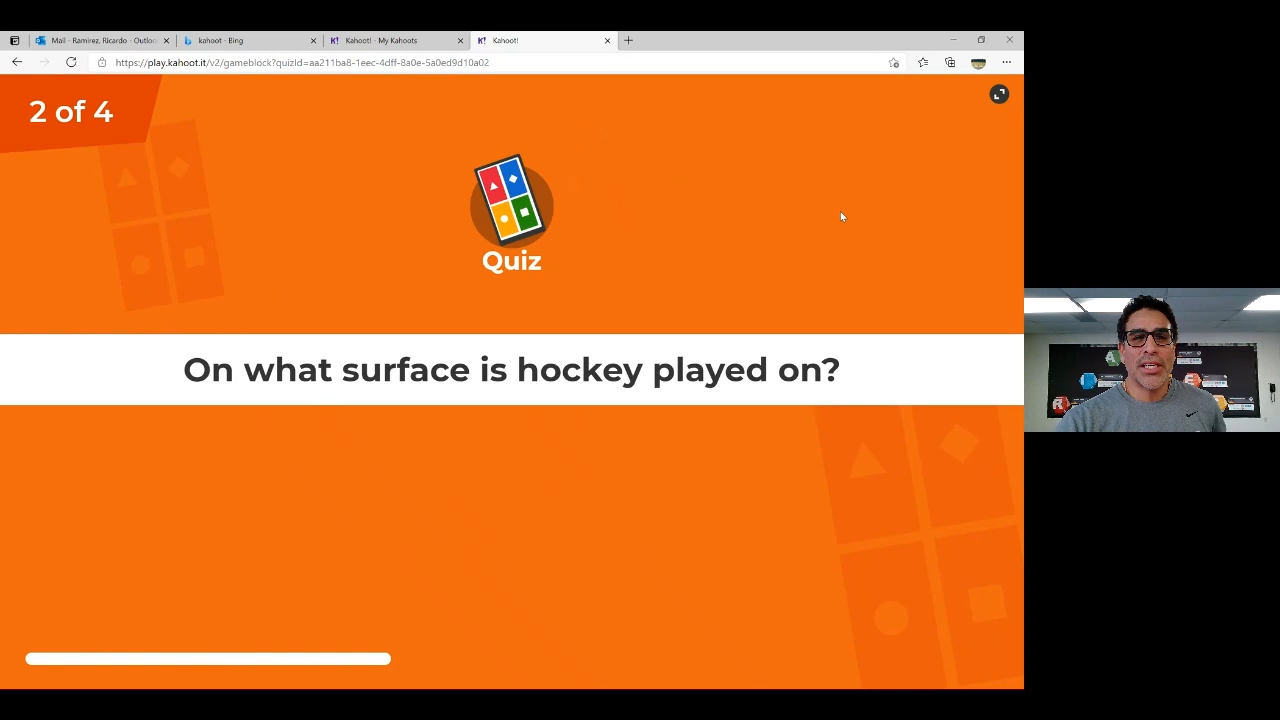 Mail - Ramirez, Ricardo - Outloo
kahoot - Bing
Kahoot! - My Kahoots
Kahoot!
https://play.kahoot.it/v2/gameblock?quizId=aa211ba8-1eec-4dff-8a0e-5a0ed9d10a02
2 of 4
Quiz
On what surface is hockey played on?